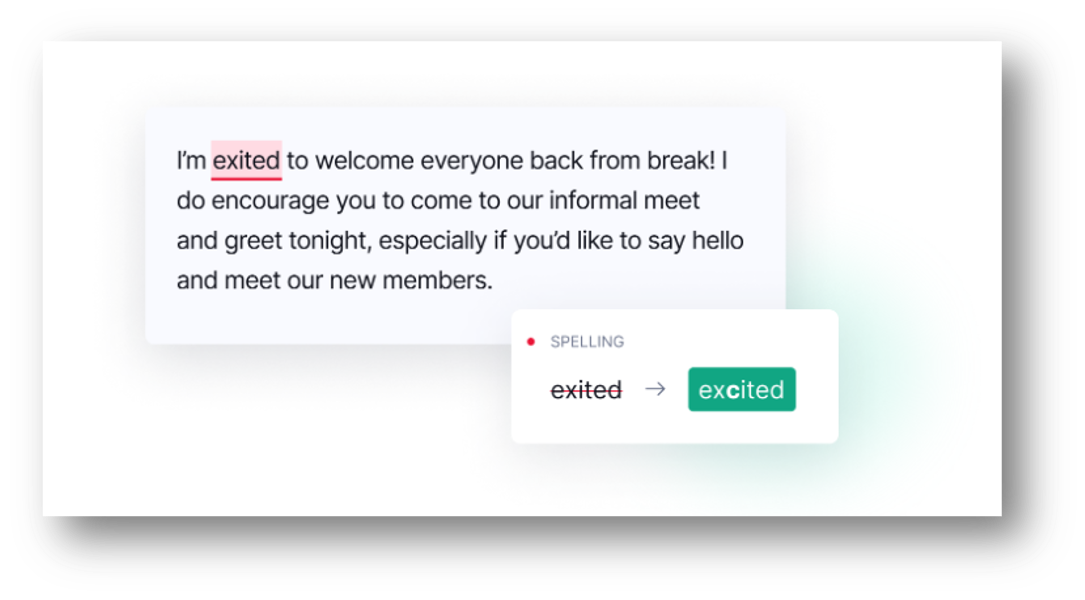 I’m exited to welcome everyone back from break! I
do encourage you to come to our informal meet
and greet tonight, especially if you’d like to say hello
and meet our new members.
SPELLING
exited → excited